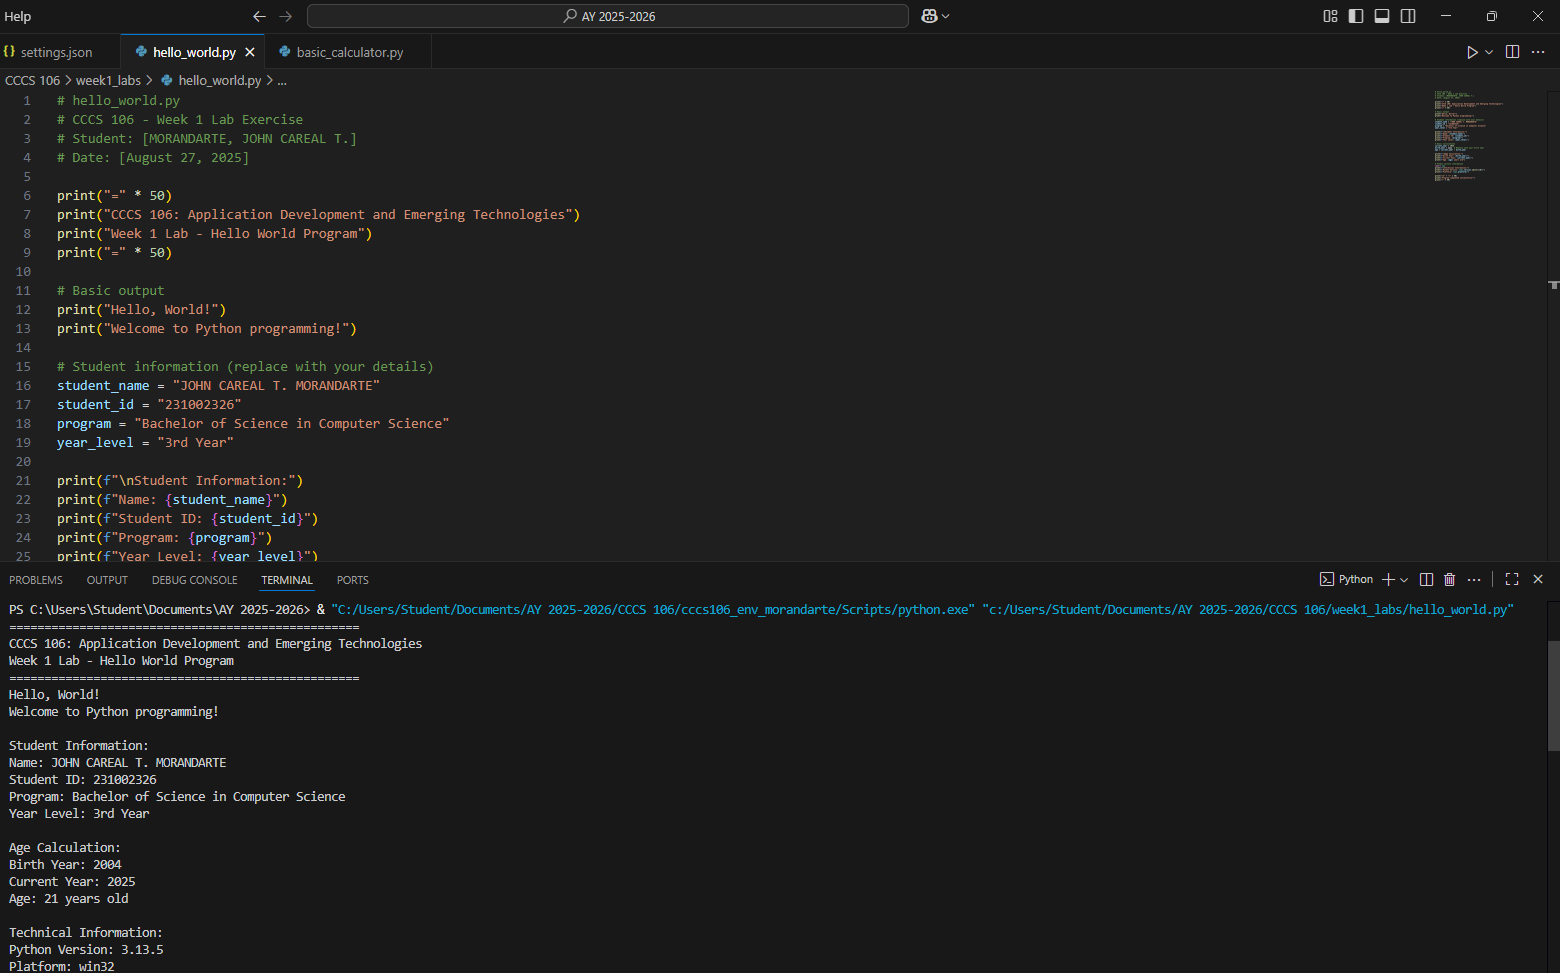 Help
AY 2025-2026
settings.json
hello_world.py
basic_calculator.py
CCCS 106 > week1_labs > hello_world.py > ...
1 # hello_world.py
2 # CCCS 106 - Week 1 Lab Exercise
3 # Student: [MORANDARTE, JOHN CAREAL T.]
4 # Date: [August 27, 2025]
5
6 print("=" * 50)
7 print("CCCS 106: Application Development and Emerging Technologies")
8 print("Week 1 Lab - Hello World Program")
9 print("=" * 50)
10
11 # Basic output
12 print("Hello, World!")
13 print("Welcome to Python programming!")
14
15 # Student information (replace with your details)
16 student_name = "JOHN CAREAL T. MORANDARTE"
17 student_id = "231002326"
18 program = "Bachelor of Science in Computer Science"
19 year_level = "3rd Year"
20
21 print(f"\nStudent Information:")
22 print(f"Name: {student_name}")
23 print(f"Student ID: {student_id}")
24 print(f"Program: {program}")
25 print(f"Year Level: {year_level}")
PROBLEMS OUTPUT DEBUG CONSOLE TERMINAL PORTS
Python
PS C:\Users\Student\Documents\AY 2025-2026> & "C:/Users/Student/Documents/AY 2025-2026/CCCS 106/cccs106_env_morandarte/Scripts/python.exe" "c:/Users/Student/Documents/AY 2025-2026/CCCS 106/week1_labs/hello_world.py"
==================================================
CCCS 106: Application Development and Emerging Technologies
Week 1 Lab - Hello World Program
==================================================
Hello, World!
Welcome to Python programming!

Student Information:
Name: JOHN CAREAL T. MORANDARTE
Student ID: 231002326
Program: Bachelor of Science in Computer Science
Year Level: 3rd Year

Age Calculation:
Birth Year: 2004
Current Year: 2025
Age: 21 years old

Technical Information:
Python Version: 3.13.5
Platform: win32